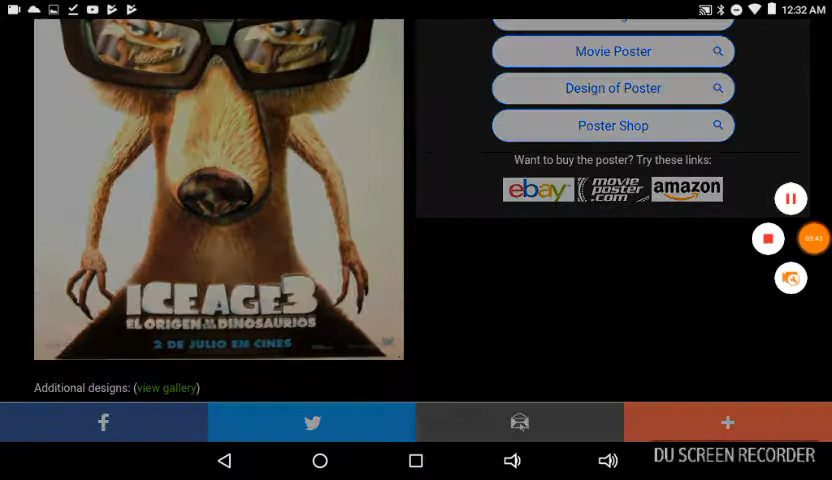 12:32 AM
Movie Poster
Design of Poster
Poster Shop
Want to buy the poster? Try these links:
ebay
movie
poster
.com
amazon
03:43
ICE AGE 3
EL ORIGEN DE LOS DINOSAURIOS
2 DE JULIO EN CINES
Additional designs: (view gallery)
DU SCREEN RECORDER